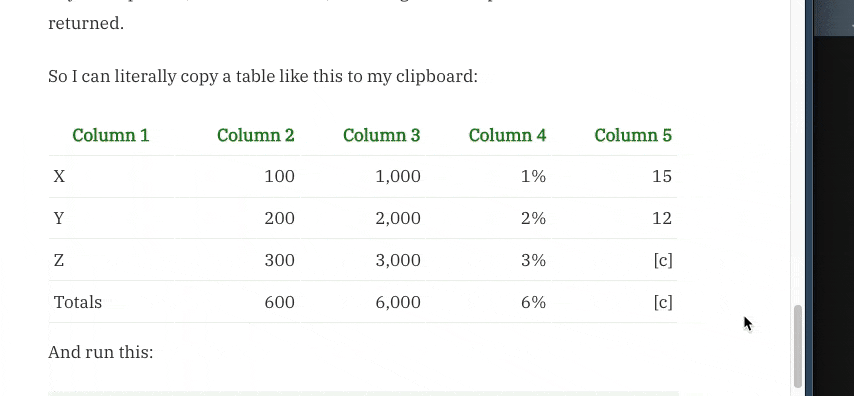 returned.
So I can literally copy a table like this to my clipboard:
Column 1 Column 2 Column 3 Column 4 Column 5
X 100 1,000 1% 15
Y 200 2,000 2% 12
Z 300 3,000 3% [c]
Totals 600 6,000 6% [c]
And run this: